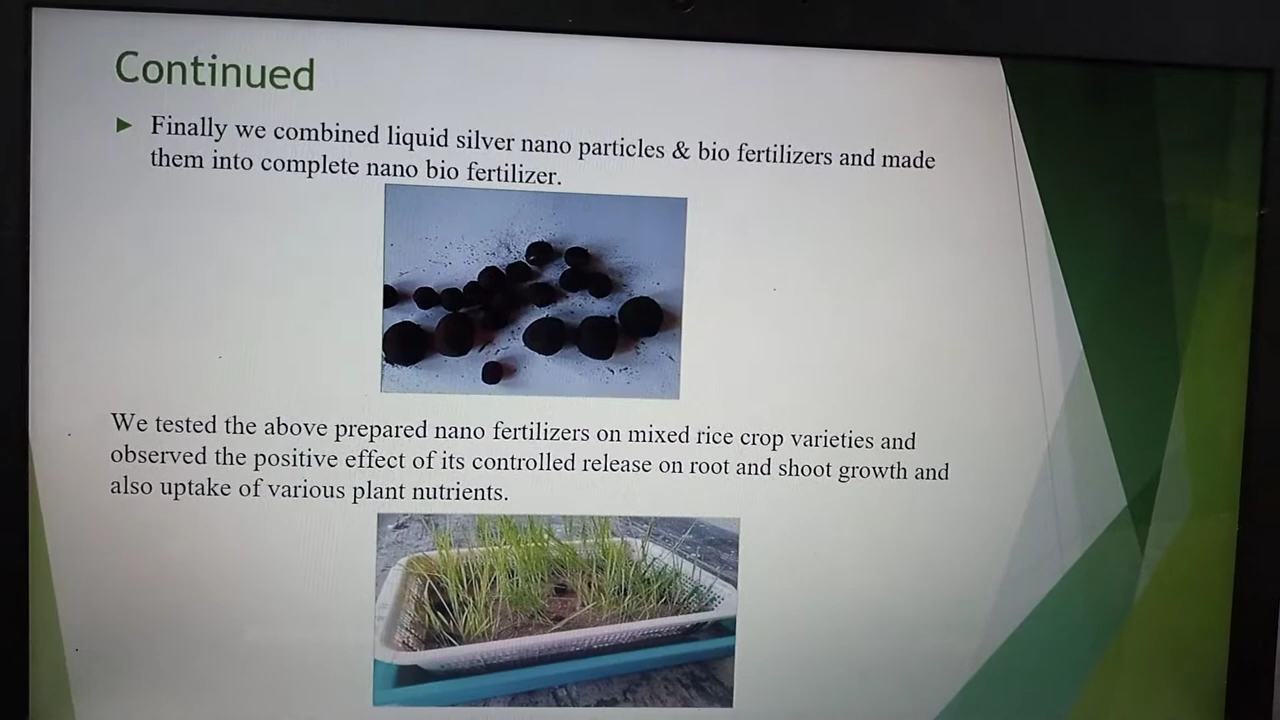 Continued
Finally we combined liquid silver nano particles & bio fertilizers and made
them into complete nano bio fertilizer.
We tested the above prepared nano fertilizers on mixed rice crop varieties and
observed the positive effect of its controlled release on root and shoot growth and
also uptake of various plant nutrients.